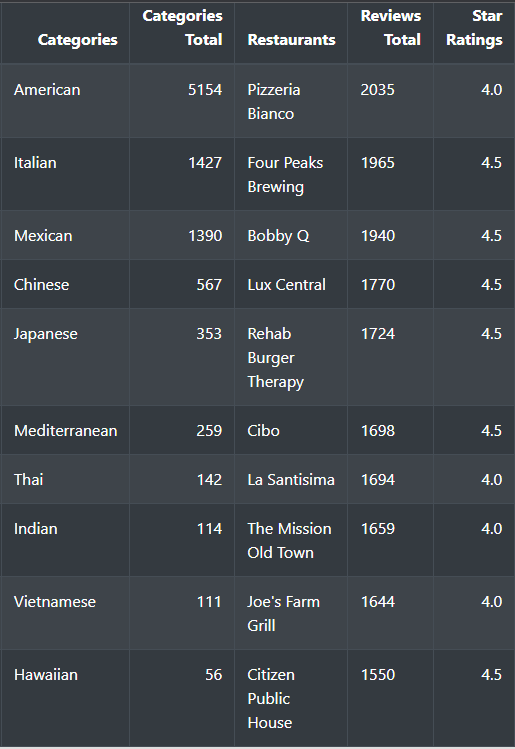 Categories Categories Total Restaurants Reviews Total Star Ratings
American 5154 Pizzeria Bianco 2035 4.0
Italian 1427 Four Peaks Brewing 1965 4.5
Mexican 1390 Bobby Q 1940 4.5
Chinese 567 Lux Central 1770 4.5
Japanese 353 Rehab Burger Therapy 1724 4.5
Mediterranean 259 Cibo 1698 4.5
Thai 142 La Santisima 1694 4.0
Indian 114 The Mission Old Town 1659 4.0
Vietnamese 111 Joe's Farm Grill 1644 4.0
Hawaiian 56 Citizen Public House 1550 4.5